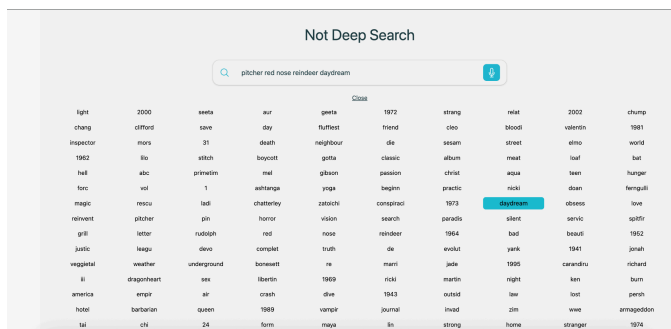 Not Deep Search
pitcher red nose reindeer daydream
Close
light 2000 seeta aur geeta 1972 strang relat 2002 chump
chang clifford save day fluffiest friend cleo bloodi valentin 1981
inspector mors 31 death neighbour die sesam street elmo world
1962 lilo stitch boycott gotta classic album meat loaf bat
hell abc primetim mel gibson passion christ aqua teen hunger
forc vol 1 ashtanga yoga beginn practic nicki doan ferngulli
magic rescu ladi chatterley zatoichi conspiraci 1973 daydream obsess love
reinvent pitcher pin horror vision search paradis silent servic spitfir
grill letter rudolph red nose reindeer 1964 bad beauti 1952
justic leagu devo complet truth de evolut yank 1941 jonah
veggietal weather underground bonesett re marri jade 1995 carandiru richard
iii dragonheart sex libertin 1969 ricki martin night ken burn
america empir air crash dive 1943 outsid law lost persh
hotel barbarian queen 1989 vampir journal invad zim wwe armageddon
tai chi 24 form maya lin strong home stranger 1974